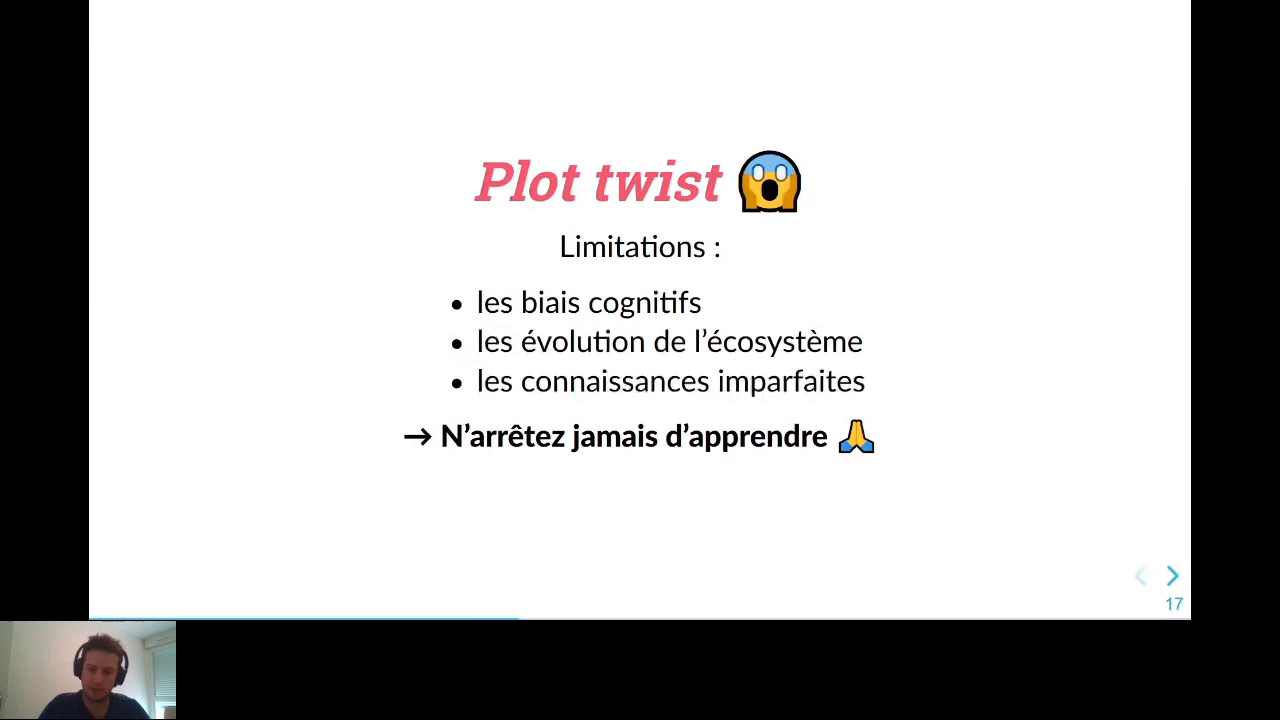 Plot twist 😱
Limitations :
• les biais cognitifs
• les évolution de l’écosystème
• les connaissances imparfaites
→ N’arrêtez jamais d’apprendre 🙏
17